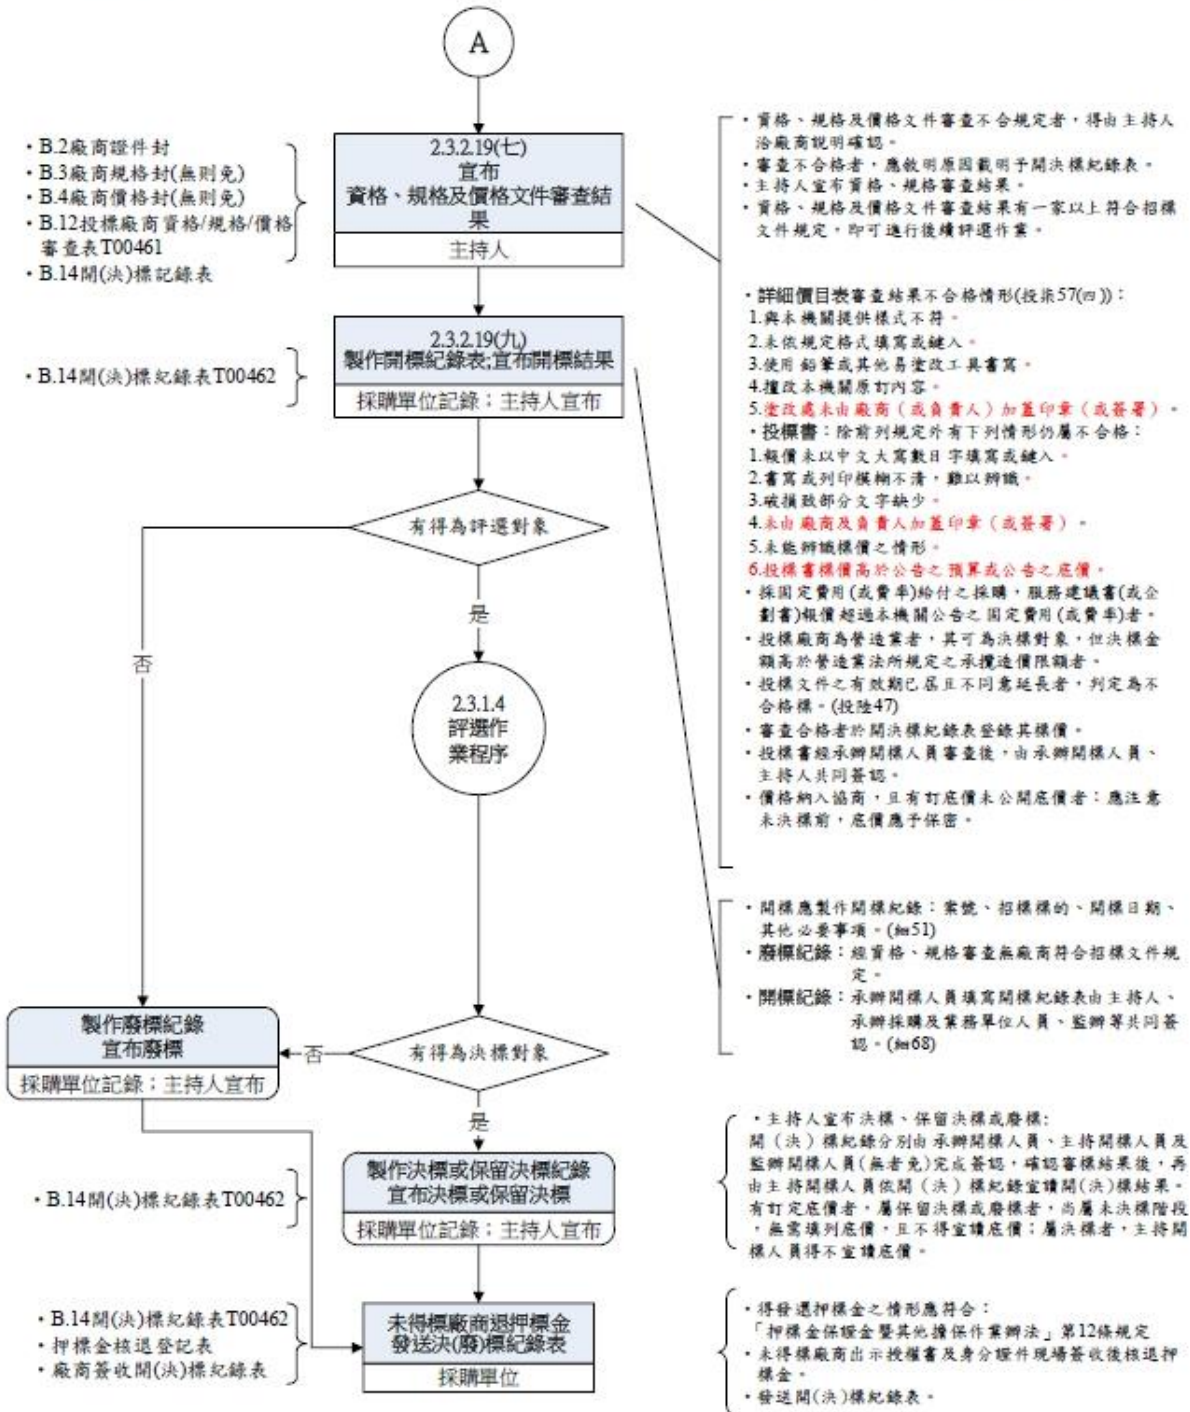 A
・B.2廠商證件封
・B.3廠商規格封(無則免)
・B.4廠商價格封(無則免)
・B.12投標廠商資格/規格/價格
審查表T00461
・B.14開(決)標記錄表
2.3.2.19(七)
宣布
資格、規格及價格文件審查結
果
主持人
・資格、規格及價格文件審查不合規定者，得由主持人
洽廠商說明確認。
・審查不合格者，應敘明原因載明予開決標紀錄表。
・主持人宣布資格、規格審查結果。
・資格、規格及價格文件審查結果有一家以上符合招標
文件規定，即可進行後續評選作業。
・詳細價目表審查結果不合格情形(投柒57(四))：
1.與本機關提供樣式不符。
2.未依規定格式填寫或鍵入。
3.使用鉛筆或其他易塗改工具書寫。
4.擅改本機關原訂內容。
5.塗改處未由廠商（或負責人）加蓋印章（或簽署）。
・投標書：除前列規定外有下列情形仍屬不合格：
1.報價未以中文大寫數目字填寫或鍵入。
2.書寫或列印模糊不清，難以辨識。
3.破損致部分文字缺少。
4.未由廠商及負責人加蓋印章（或簽署）。
5.未能辨識標價之情形。
6.投標書標價高於公告之預算或公告之底價。
・採固定費用(或費率)給付之採購，服務建議書(或企
劃書)報價超過本機關公告之固定費用(或費率)者。
・投標廠商為營造業者，其可為決標對象，但決標金
額高於營造業法所規定之承攬造價限額者。
・投標文件之有效期已屆且不同意延長者，判定為不
合格標。(投陸47)
・審查合格者於開決標紀錄表登錄其標價。
・投標書經承辦開標人員審查後，由承辦開標人員、
主持人共同簽認。
・價格納入協商，且有訂底價未公開底價者：應注意
未決標前，底價應予保密。
・B.14開(決)標紀錄表T00462
2.3.2.19(九)
製作開標紀錄表;宣布開標結果
採購單位記錄；主持人宣布
有得為評選對象
是
否
2.3.1.4
評選作
業程序
・開標應製作開標紀錄：案號、招標標的、開標日期、
其他必要事項。(細51)
・廢標紀錄：經資格、規格審查無廠商符合招標文件規
定。
・開標紀錄：承辦開標人員填寫開標紀錄表由主持人、
承辦採購及業務單位人員、監辦等共同簽
認。(細68)
製作廢標紀錄
宣布廢標
採購單位記錄；主持人宣布
否
有得為決標對象
是
・B.14開(決)標紀錄表T00462
製作決標或保留決標紀錄
宣布決標或保留決標
採購單位記錄；主持人宣布
・主持人宣布決標、保留決標或廢標:
開（決）標紀錄分別由承辦開標人員、主持開標人員及
監辦開標人員(無者免)完成簽認，確認審標結果後，再
由主持開標人員依開（決）標紀錄宣讀開(決)標結果。
有訂定底價者，屬保留決標或廢標者，尚屬未決標階段
，無需填列底價，且不得宣讀底價；屬決標者，主持開
標人員得不宣讀底價。
・B.14開(決)標紀錄表T00462
・押標金核退登記表
・廠商簽收開(決)標紀錄表
未得標廠商退押標金
發送決(廢)標紀錄表
採購單位
・得發還押標金之情形應符合：
「押標金保證金暨其他擔保作業辦法」第12條規定
・未得標廠商出示授權書及身分證件現場簽收後核退押
標金。
・發送開(決)標紀錄表。